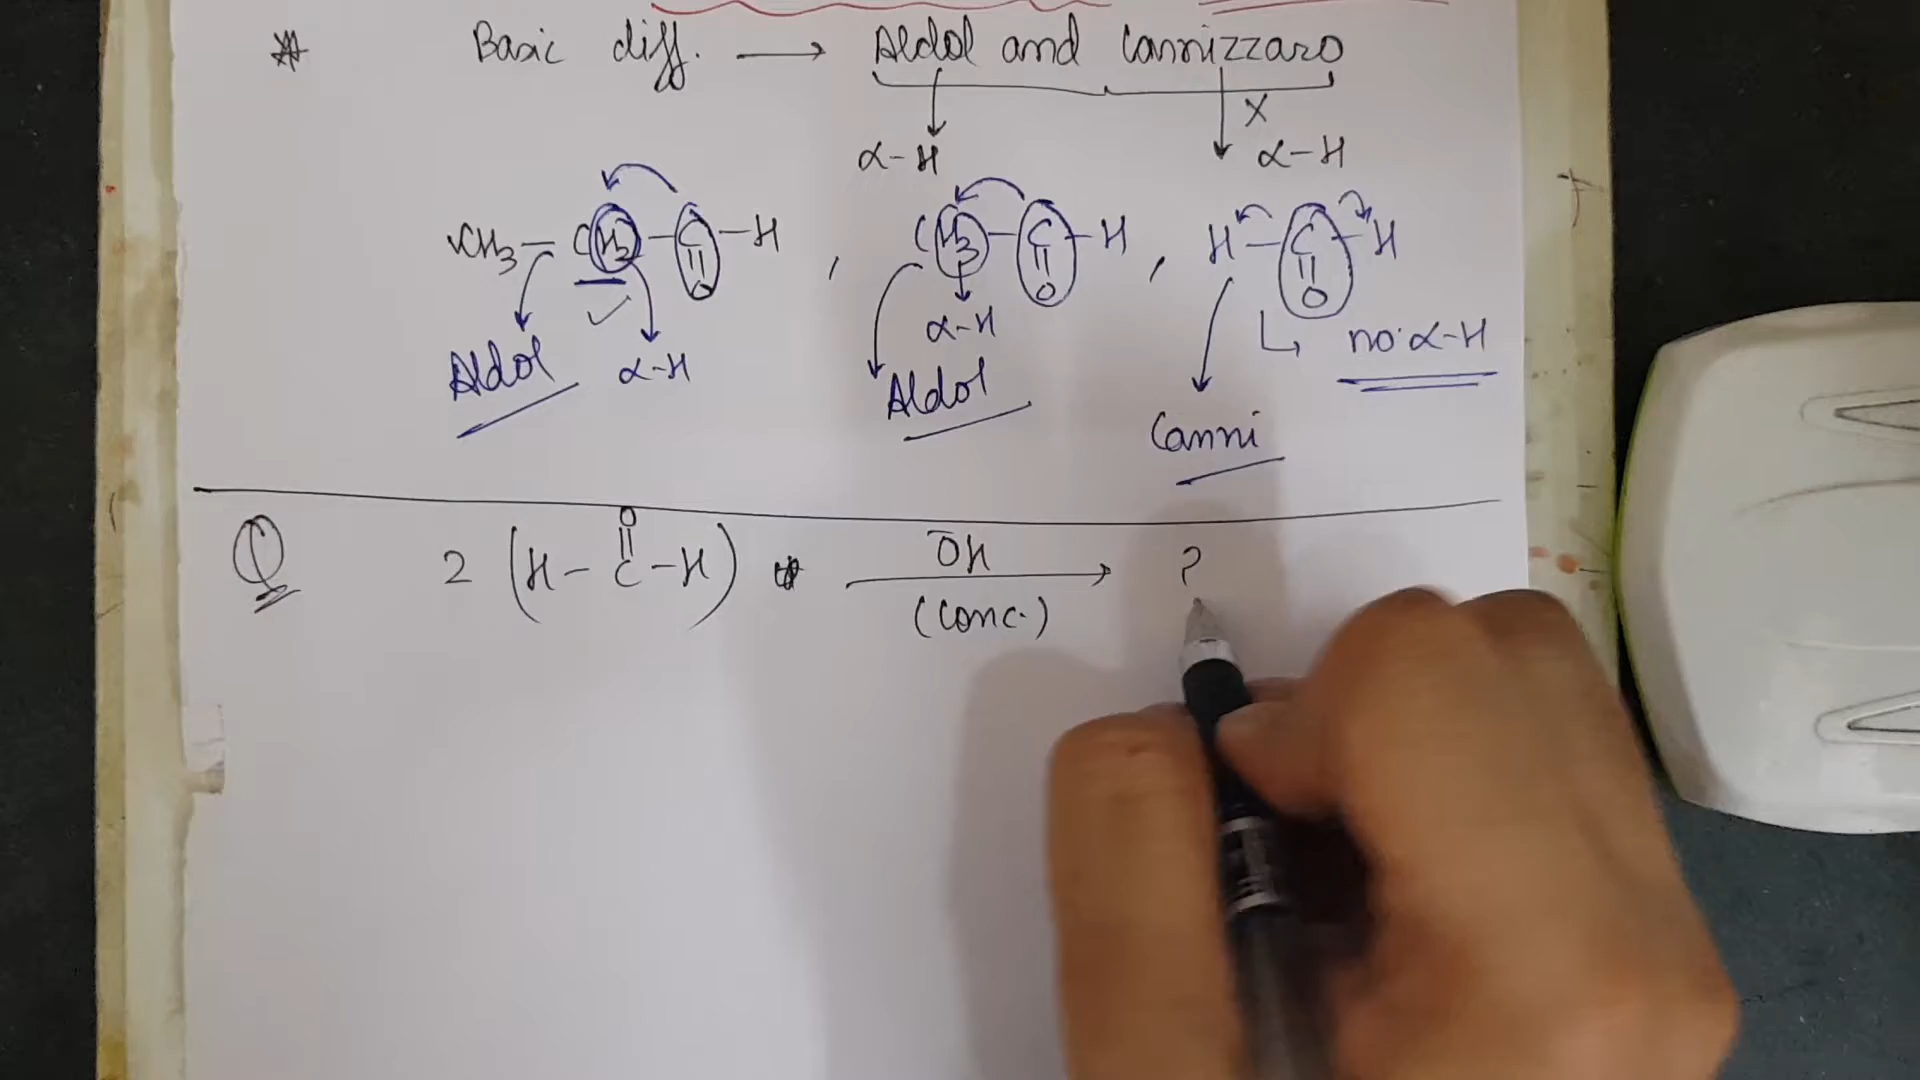 * Basic diff. → Aldol and Cannizzaro
X
α-H α-H
CH3 – CH2 – C – H , CH3 – C – H , H – C – H
|| || ||
O O O
α-H no α-H
Aldol α-H Aldol
Canni
O
||
Q 2 (H – C – H) OH → ?
(Conc.)